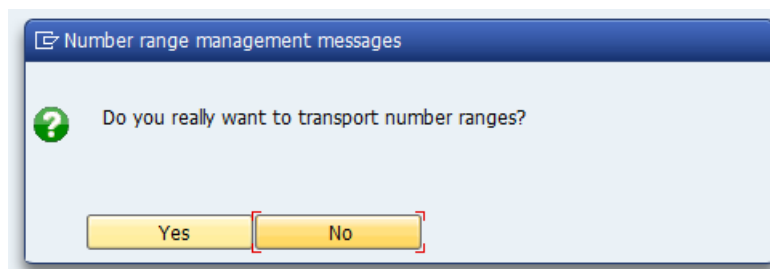 Number range management messages
Do you really want to transport number ranges?
Yes No